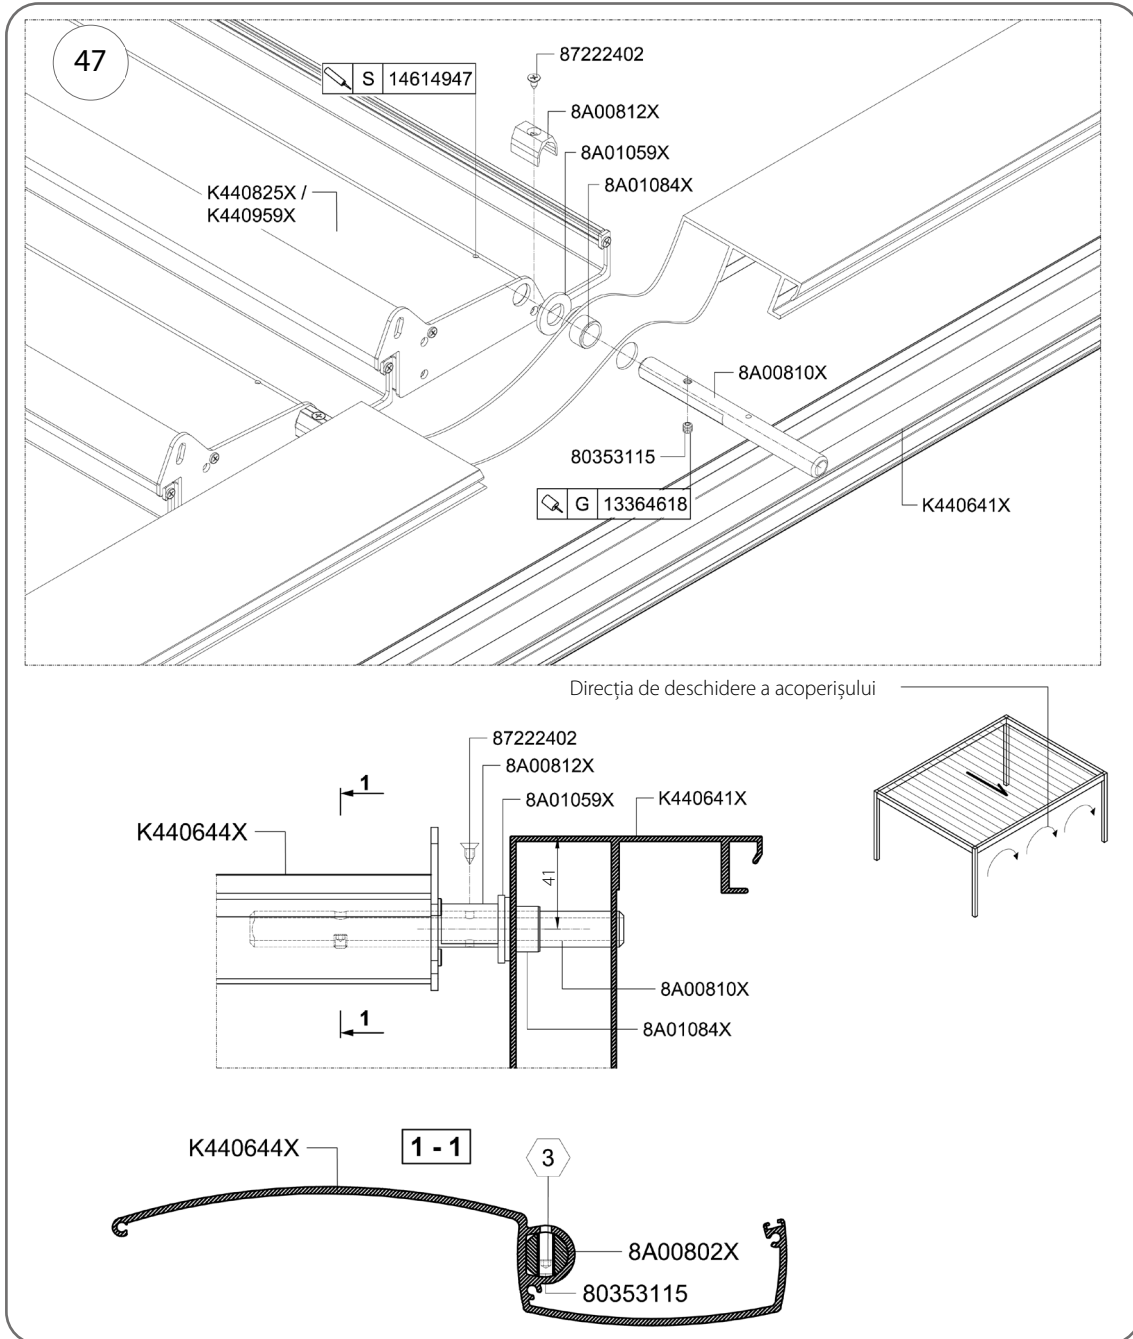 47
87222402
S 14614947
8A00812X
8A01059X
8A01084X
K440825X /
K440959X
8A00810X
80353115
G 13364618
K440641X
Direcția de deschidere a acoperișului
87222402
8A00812X
1
8A01059X
K440641X
K440644X
41
8A00810X
1
8A01084X
K440644X
1 - 1
3
8A00802X
80353115